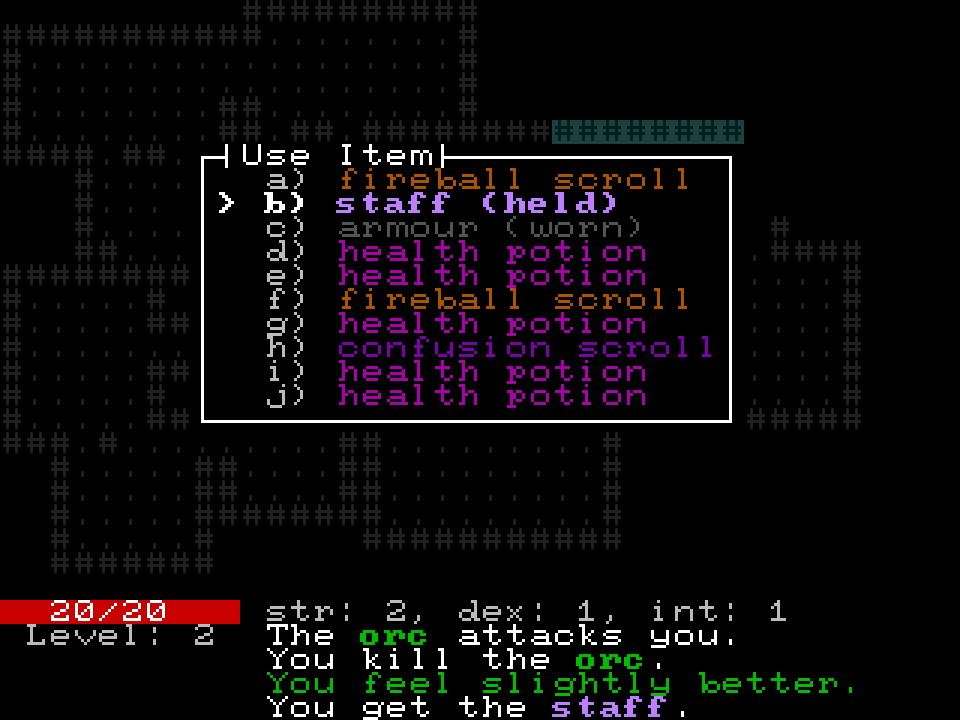 Use Item
a) fireball scroll
> b) staff (held)
c) armour (worn)
d) health potion
e) health potion
f) fireball scroll
g) health potion
h) confusion scroll
i) health potion
j) health potion
20/20 str: 2, dex: 1, int: 1
Level: 2 The orc attacks you.
You kill the orc.
You feel slightly better.
You get the staff.